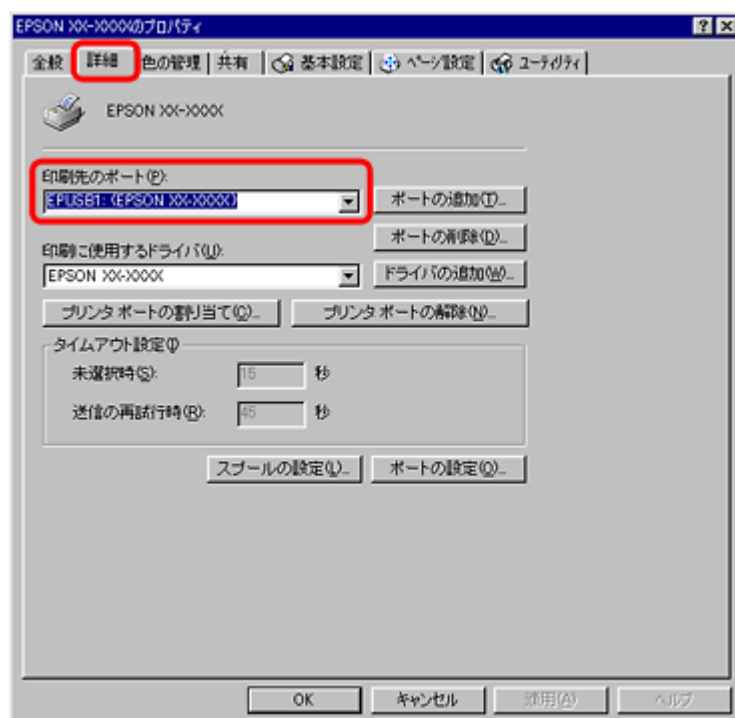 EPSON XX-XXXXのプロパティ
全般 詳細 色の管理 共有 基本設定 ページ設定 ユーティリティ
EPSON XX-XXXX
印刷先のポート(P):
EPUSB1: (EPSON XX-XXXX)
ポートの追加(T)...
ポートの削除(D)...
印刷に使用するドライバ(U):
EPSON XX-XXXX
ドライバの追加(W)...
プリンタ ポートの割り当て(C)... プリンタ ポートの解除(N)...
タイムアウト設定(I)
未選択時(S): 15 秒
送信の再試行時(R): 45 秒
スプールの設定(L)... ポートの設定(O)...
OK キャンセル 適用(A) ヘルプ